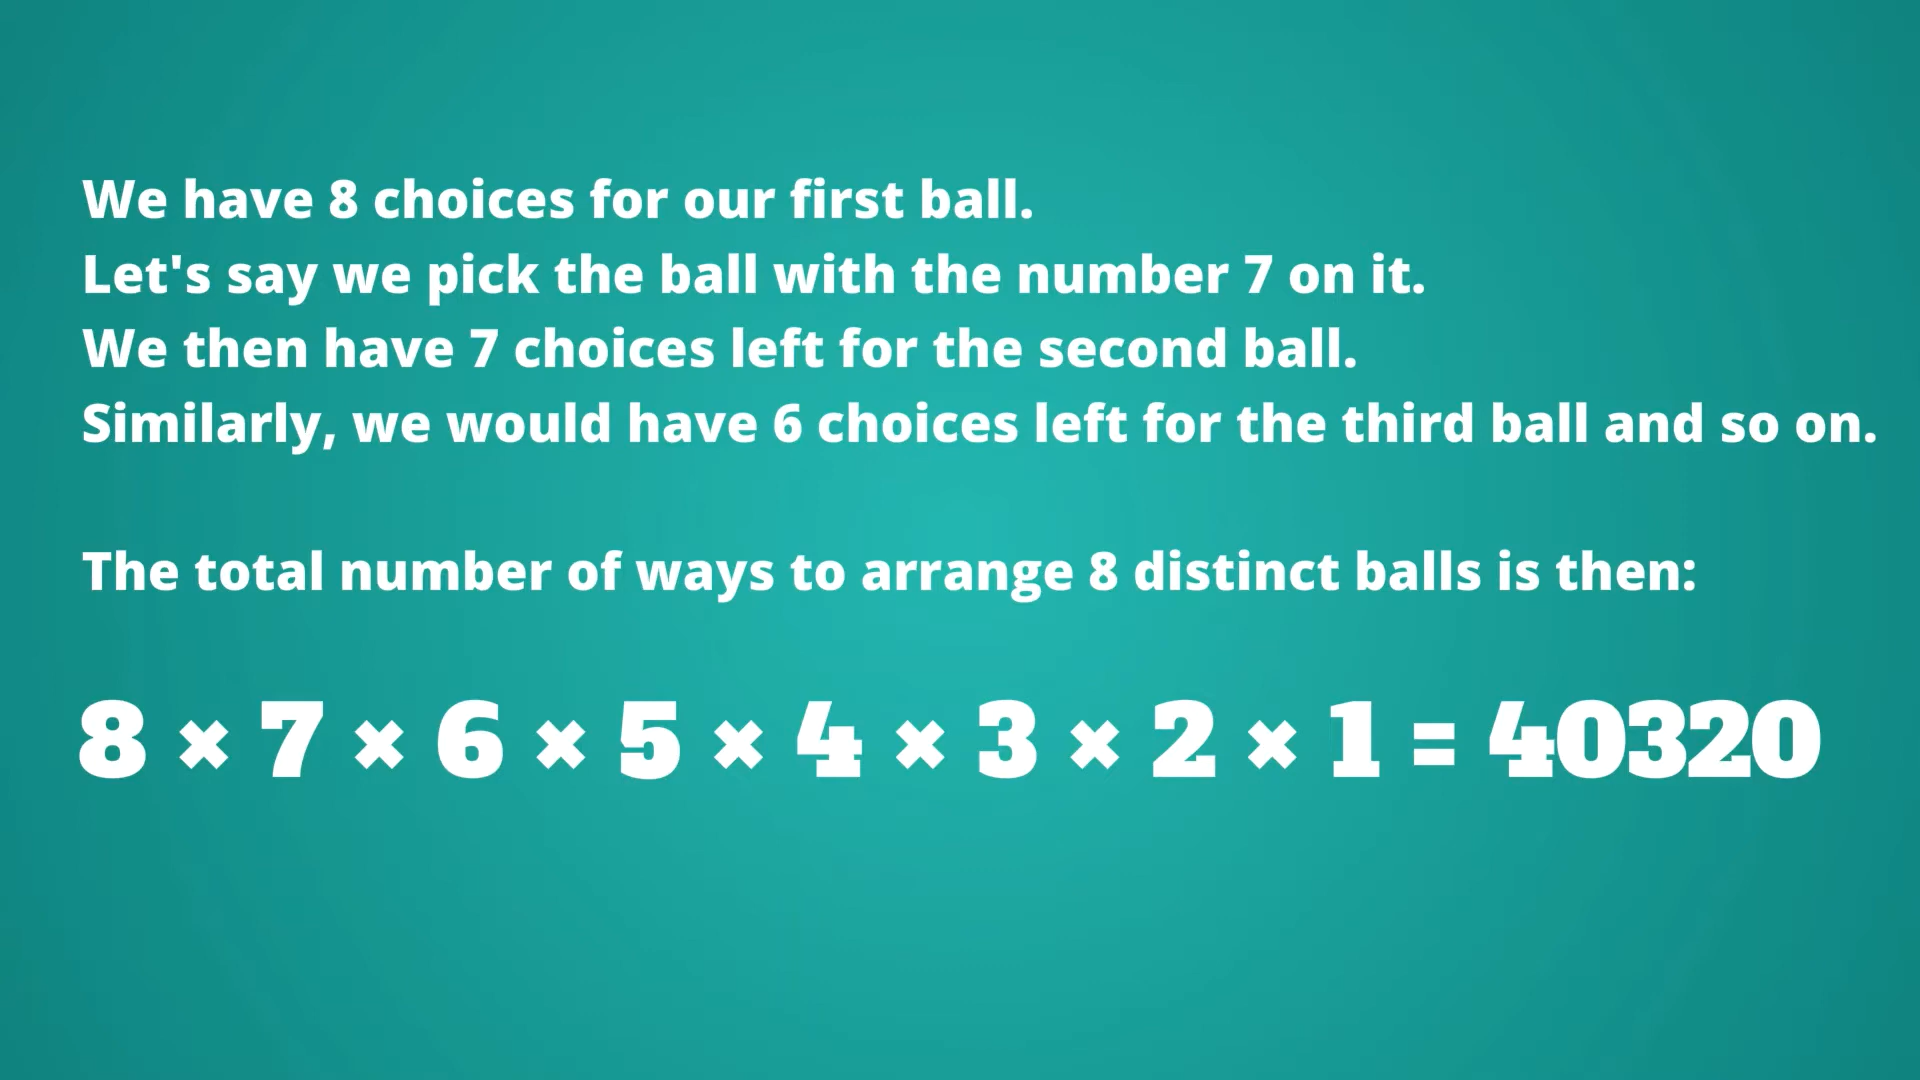 We have 8 choices for our first ball.
Let's say we pick the ball with the number 7 on it.
We then have 7 choices left for the second ball.
Similarly, we would have 6 choices left for the third ball and so on.
The total number of ways to arrange 8 distinct balls is then:
8 × 7 × 6 × 5 × 4 × 3 × 2 × 1 = 40320